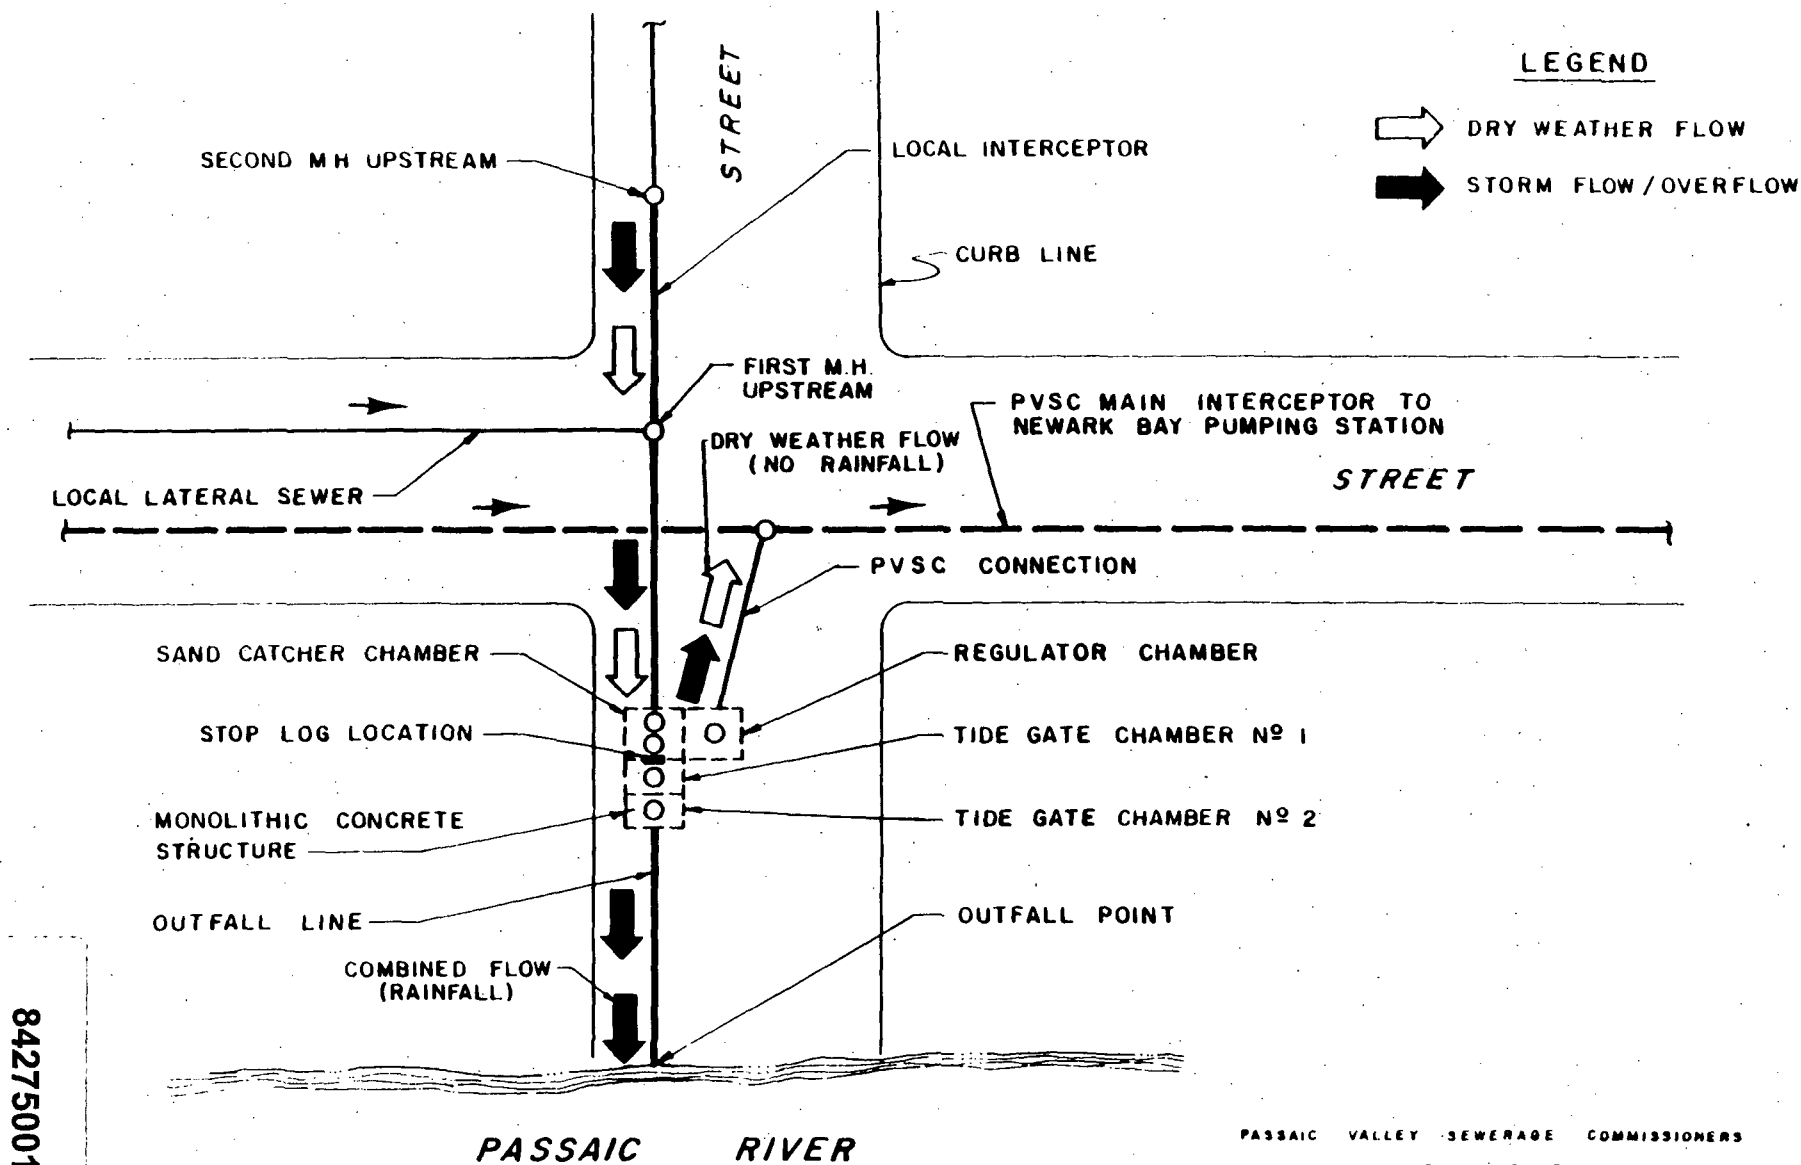 STREET
LEGEND
DRY WEATHER FLOW
STORM FLOW/OVERFLOW
SECOND MH UPSTREAM
LOCAL INTERCEPTOR
CURB LINE
FIRST M.H.
UPSTREAM
PVSC MAIN INTERCEPTOR TO
NEWARK BAY PUMPING STATION
DRY WEATHER FLOW
(NO RAINFALL)
STREET
LOCAL LATERAL SEWER
PVSC CONNECTION
SAND CATCHER CHAMBER
REGULATOR CHAMBER
STOP LOG LOCATION
TIDE GATE CHAMBER Nº 1
MONOLITHIC CONCRETE
STRUCTURE
TIDE GATE CHAMBER Nº 2
OUTFALL LINE
OUTFALL POINT
COMBINED FLOW
(RAINFALL)
84275001
PASSAIC RIVER
PASSAIC VALLEY SEWERAGE COMMISSIONERS